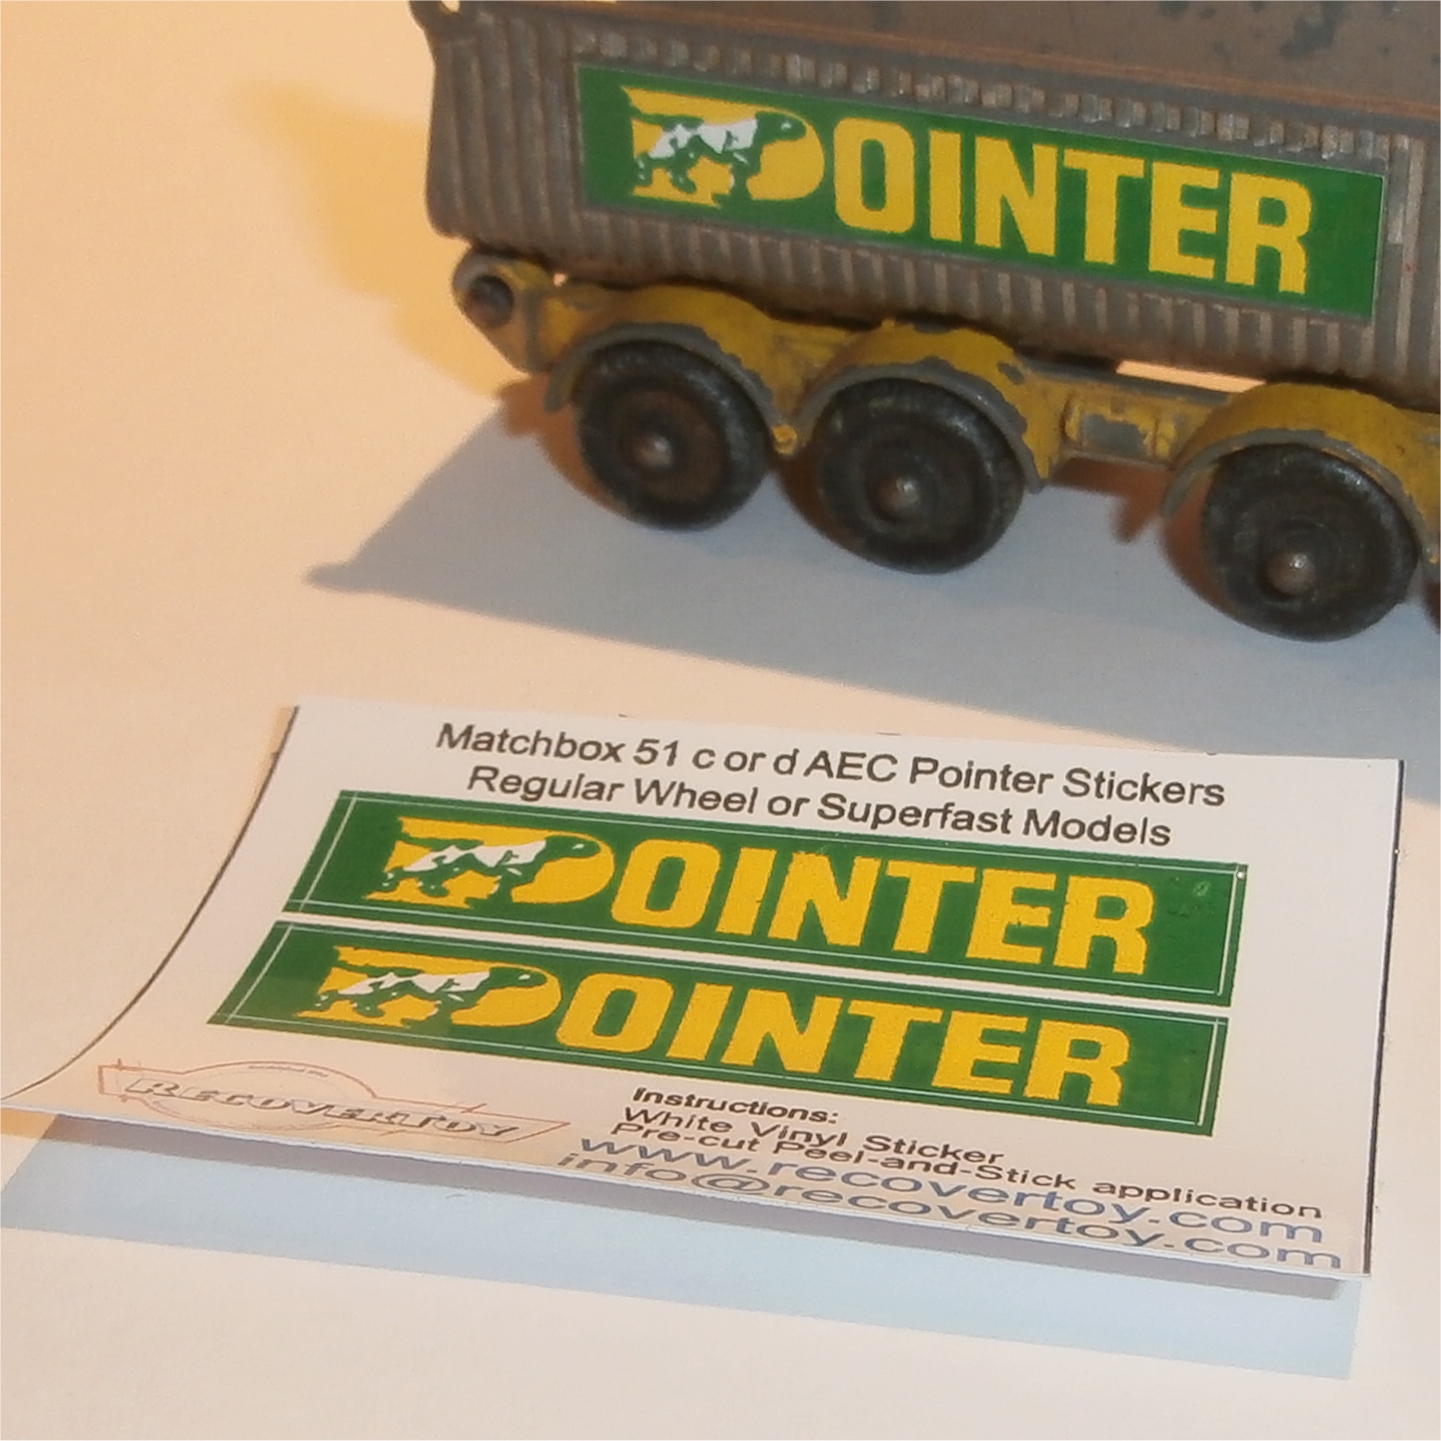 POINTER
Matchbox 51 c or d AEC Pointer Stickers
Regular Wheel or Superfast Models
POINTER
POINTER
RECOVERTOY
Instructions:
White Vinyl Sticker
Pre-cut Peel-and-Stick application
www.recovertoy.com
info@recovertoy.com